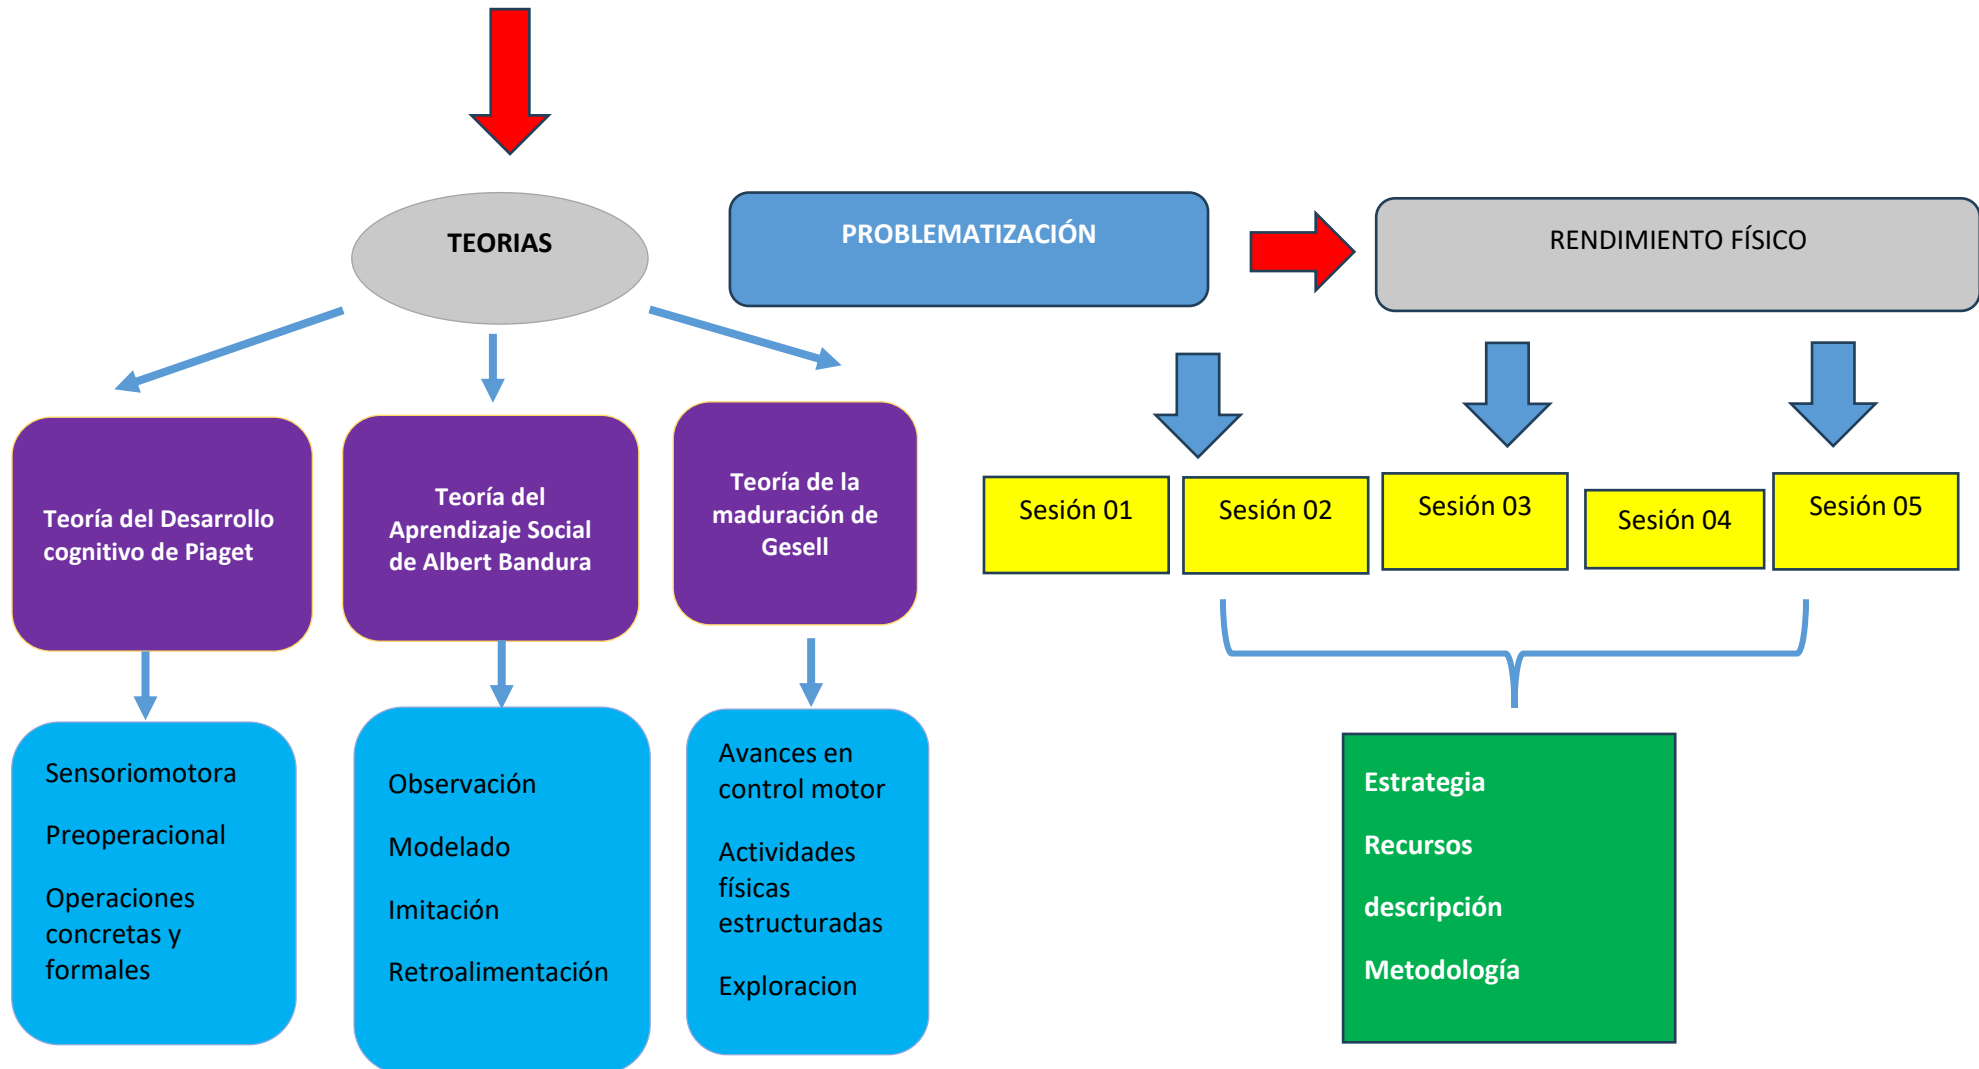 TEORIAS
PROBLEMATIZACIÓN
RENDIMIENTO FÍSICO
Teoría del Desarrollo
cognitivo de Piaget
Teoría del
Aprendizaje Social
de Albert Bandura
Teoría de la
maduración de
Gesell
Sesión 01
Sesión 02
Sesión 03
Sesión 04
Sesión 05
Sensoriomotora
Preoperacional
Operaciones
concretas y
formales
Observación
Modelado
Imitación
Retroalimentación
Avances en
control motor
Actividades
físicas
estructuradas
Exploracion
Estrategia
Recursos
descripción
Metodología